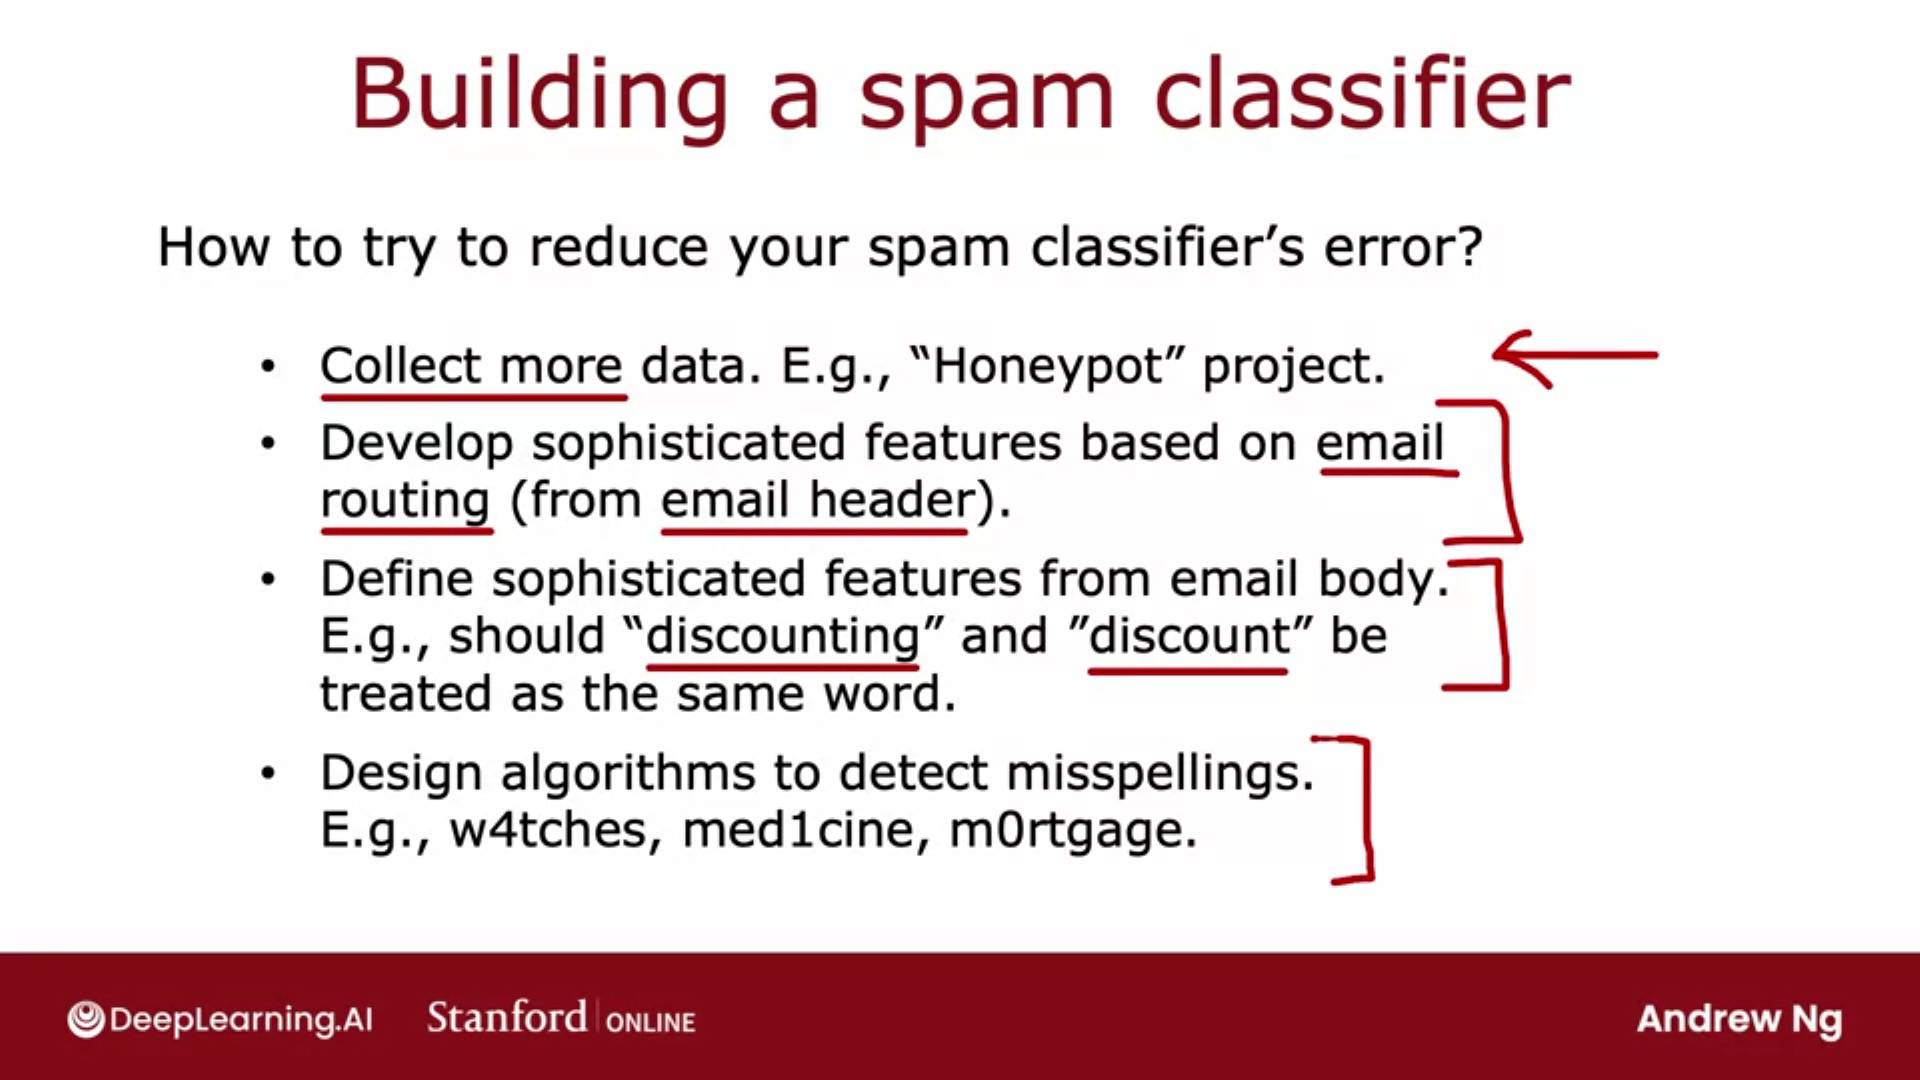 Building a spam classifier
How to try to reduce your spam classifier’s error?
• Collect more data. E.g., “Honeypot” project.
• Develop sophisticated features based on email
routing (from email header).
• Define sophisticated features from email body.
E.g., should “discounting” and ”discount” be
treated as the same word.
• Design algorithms to detect misspellings.
E.g., w4tches, med1cine, m0rtgage.
DeepLearning.AI Stanford ONLINE Andrew Ng